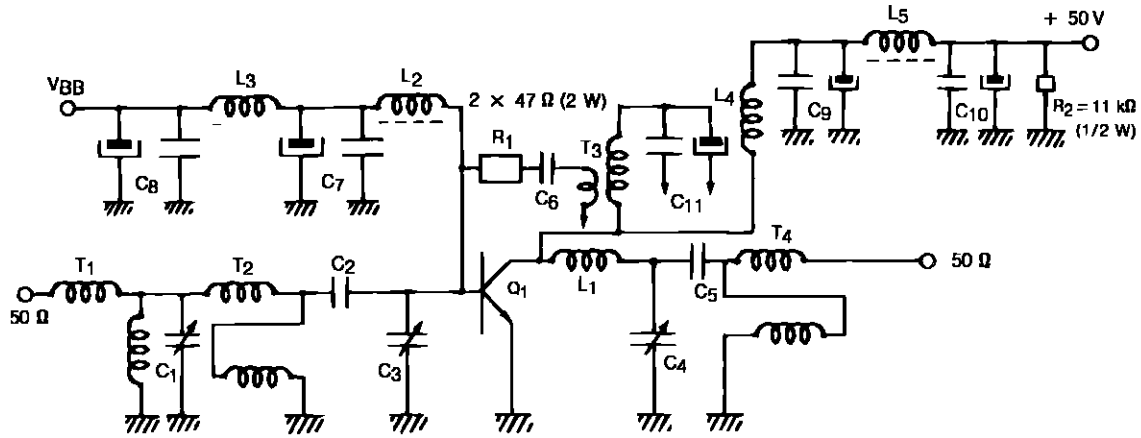 L5
+ 50 V
VBB
L3
L2
2 × 47 Ω (2 W)
L4
C9
C10
R2 = 11 kΩ
(1/2 W)
R1
T3
C8
C7
C6
C11
T1
T2
C2
Q1
L1
C5
T4
50 Ω
50 Ω
C1
C3
C4